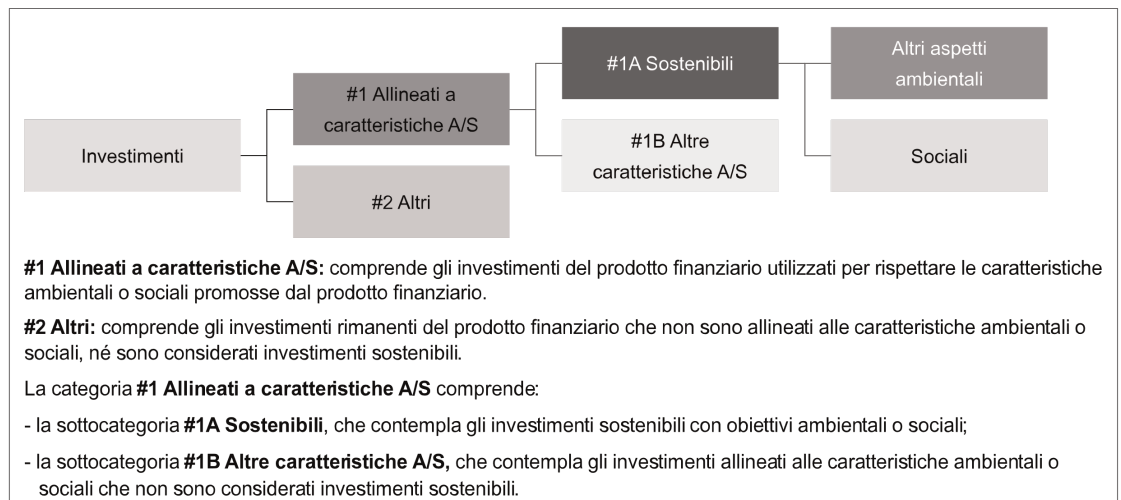 #1A Sostenibili
Altri aspetti
ambientali
#1 Allineati a
caratteristiche A/S
Investimenti
#1B Altre
caratteristiche A/S
Sociali
#2 Altri
#1 Allineati a caratteristiche A/S: comprende gli investimenti del prodotto finanziario utilizzati per rispettare le caratteristiche
ambientali o sociali promosse dal prodotto finanziario.
#2 Altri: comprende gli investimenti rimanenti del prodotto finanziario che non sono allineati alle caratteristiche ambientali o
sociali, né sono considerati investimenti sostenibili.
La categoria #1 Allineati a caratteristiche A/S comprende:
- la sottocategoria #1A Sostenibili, che contempla gli investimenti sostenibili con obiettivi ambientali o sociali;
- la sottocategoria #1B Altre caratteristiche A/S, che contempla gli investimenti allineati alle caratteristiche ambientali o
sociali che non sono considerati investimenti sostenibili.